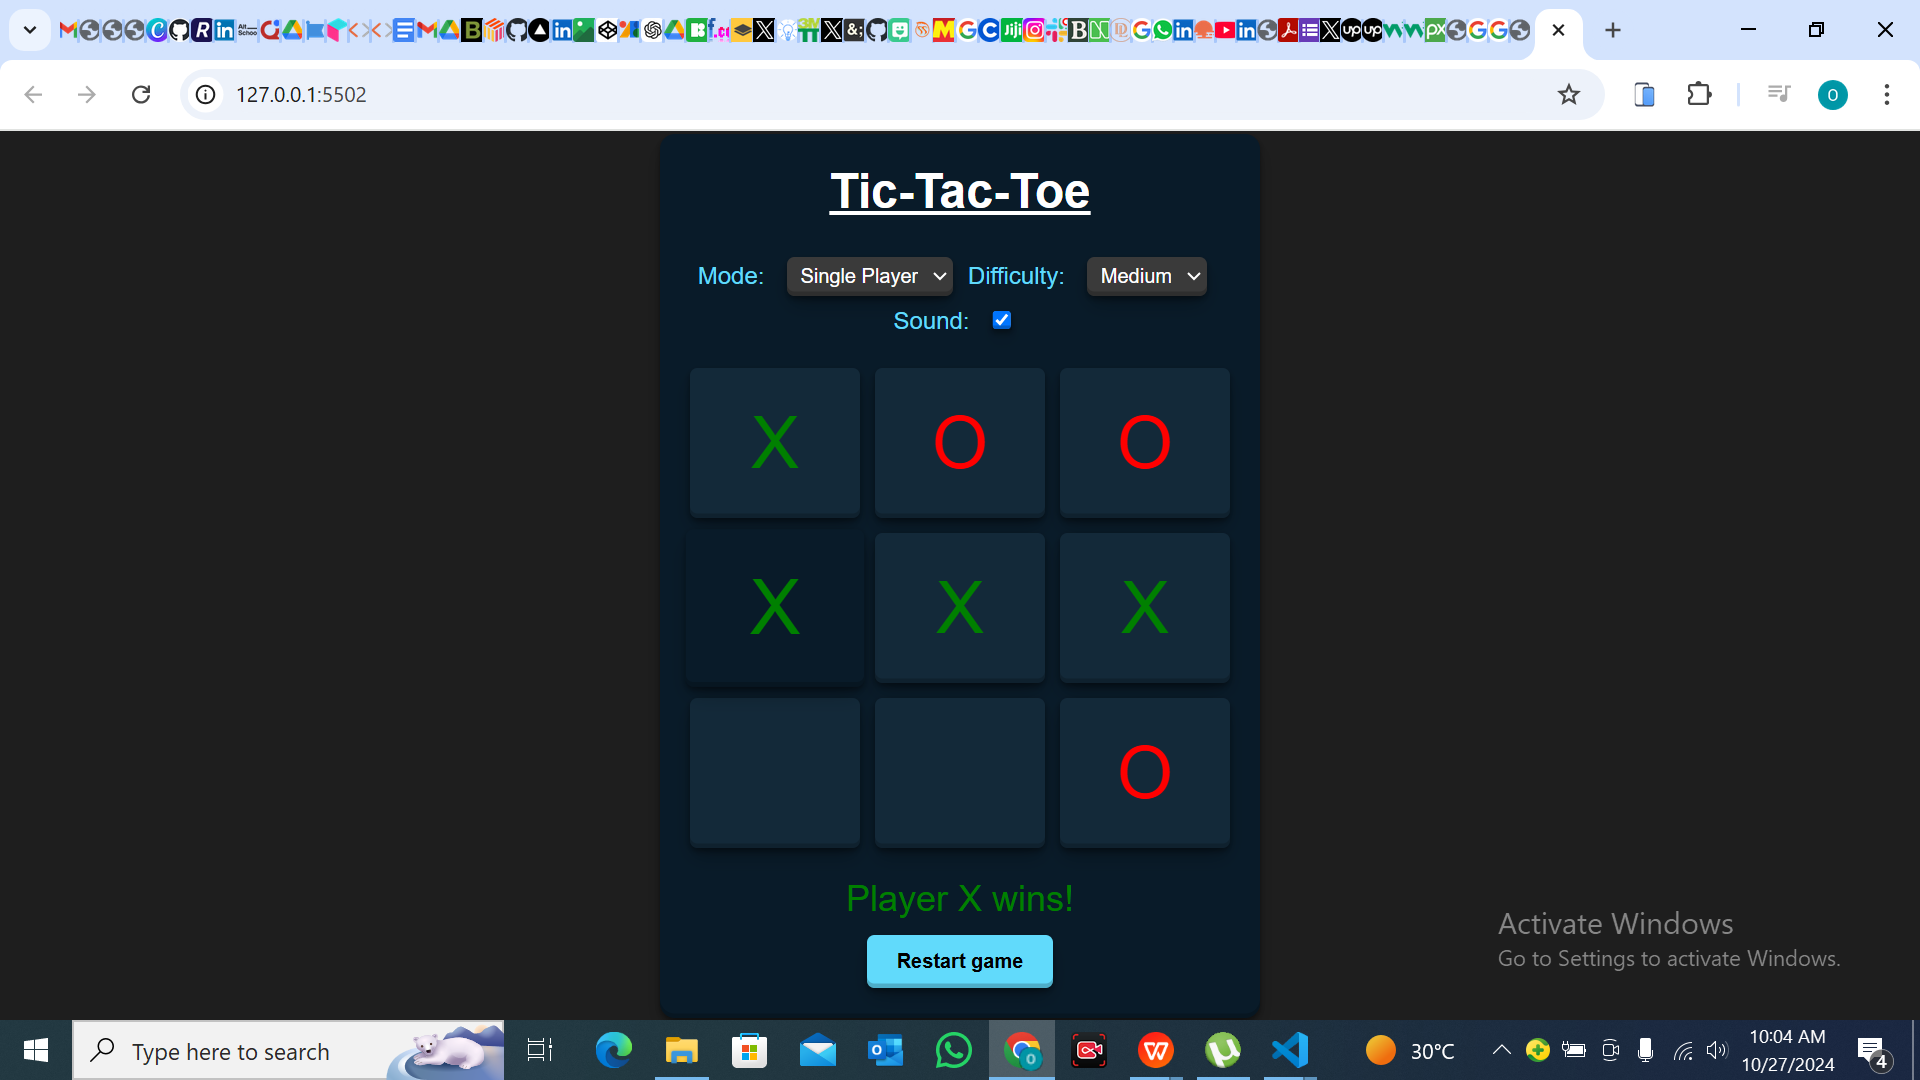 127.0.0.1:5502
O
Tic-Tac-Toe
Mode: Single Player Difficulty: Medium
Sound:
X O O
X X X
O
Player X wins!
Restart game
Activate Windows
Go to Settings to activate Windows.
Type here to search
30°C
10:04 AM
10/27/2024
4